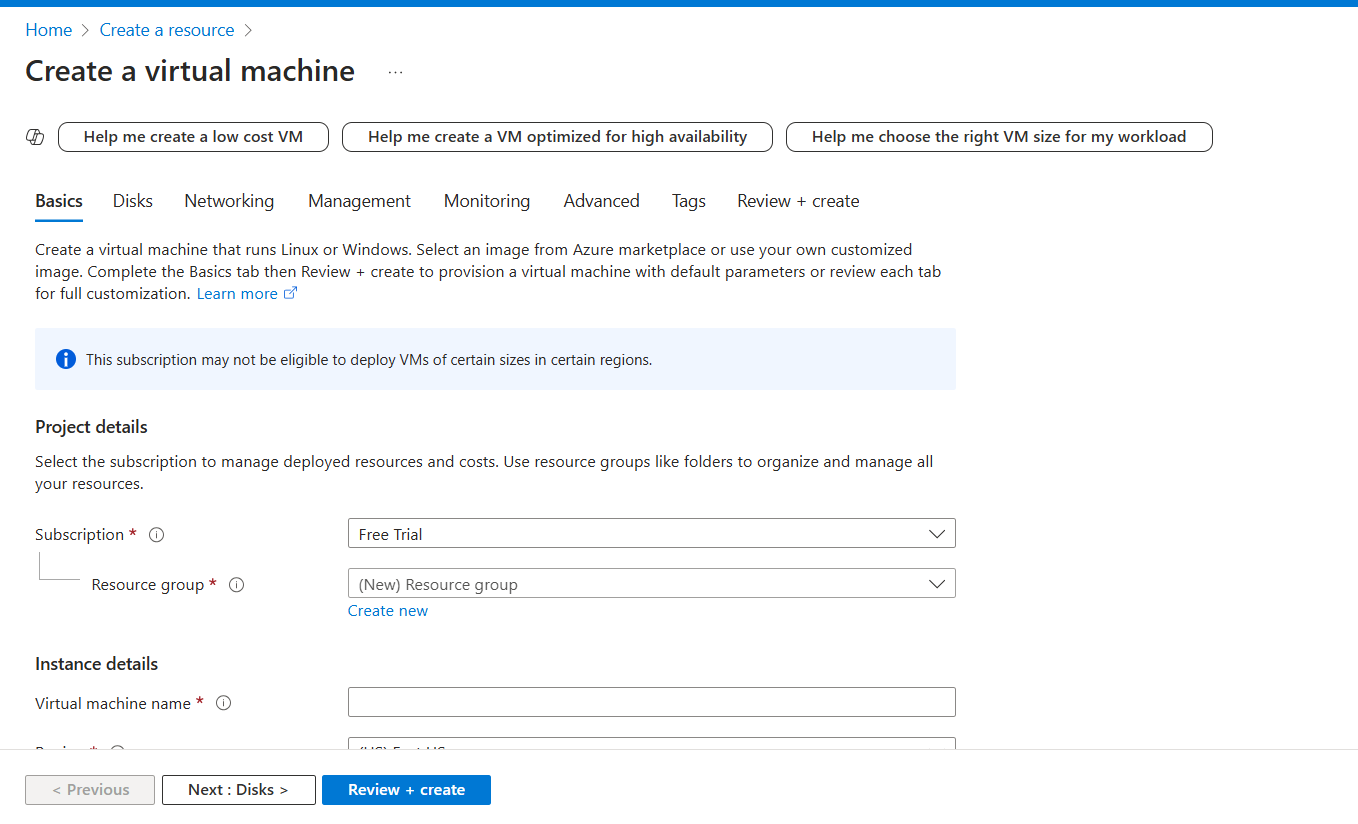 Home > Create a resource >
Create a virtual machine ...
Help me create a low cost VM Help me create a VM optimized for high availability Help me choose the right VM size for my workload
Basics Disks Networking Management Monitoring Advanced Tags Review + create
Create a virtual machine that runs Linux or Windows. Select an image from Azure marketplace or use your own customized
image. Complete the Basics tab then Review + create to provision a virtual machine with default parameters or review each tab
for full customization. Learn more
This subscription may not be eligible to deploy VMs of certain sizes in certain regions.
Project details
Select the subscription to manage deployed resources and costs. Use resource groups like folders to organize and manage all
your resources.
Subscription * Free Trial
Resource group * (New) Resource group
Create new
Instance details
Virtual machine name *
Region * (US) East US
< Previous Next : Disks > Review + create